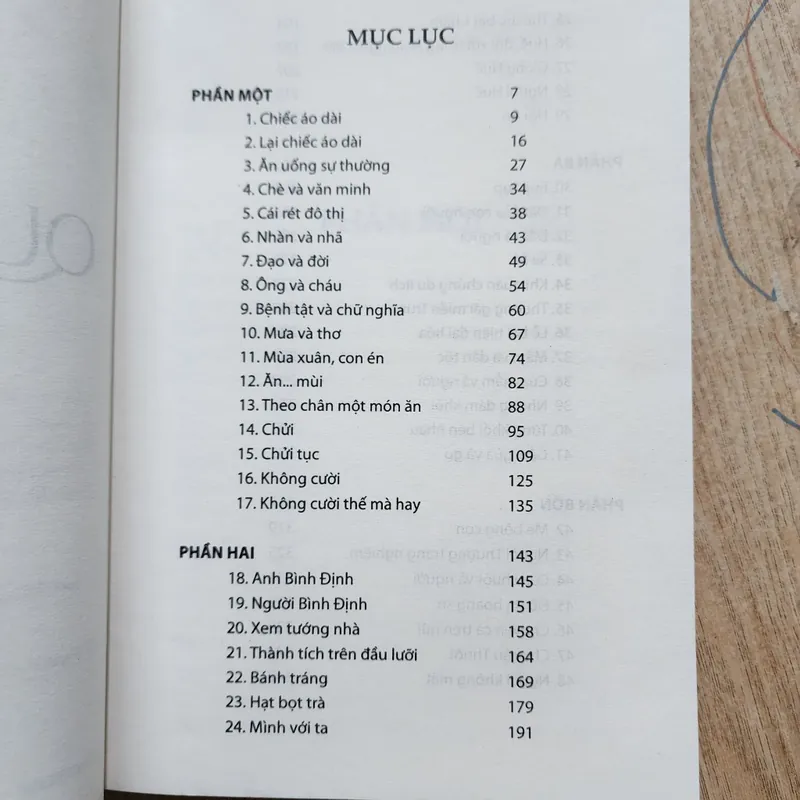 MỤC LỤC
PHẦN MỘT 7
1. Chiếc áo dài 9
2. Lại chiếc áo dài 16
3. Ăn uống sự thường 27
4. Chè và văn minh 34
5. Cái rét đô thị 38
6. Nhàn và nhã 43
7. Đạo và đời 49
8. Ông và cháu 54
9. Bệnh tật và chữ nghĩa 60
10. Mưa và thơ 67
11. Mùa xuân, con én 74
12. Ăn... mùi 82
13. Theo chân một món ăn 88
14. Chửi 95
15. Chửi tục 109
16. Không cười 125
17. Không cười thế mà hay 135
PHẦN HAI 143
18. Anh Bình Định 145
19. Người Bình Định 151
20. Xem tướng nhà 158
21. Thành tích trên đầu lưỡi 164
22. Bánh tráng 169
23. Hạt bọt trà 179
24. Mình với ta 191